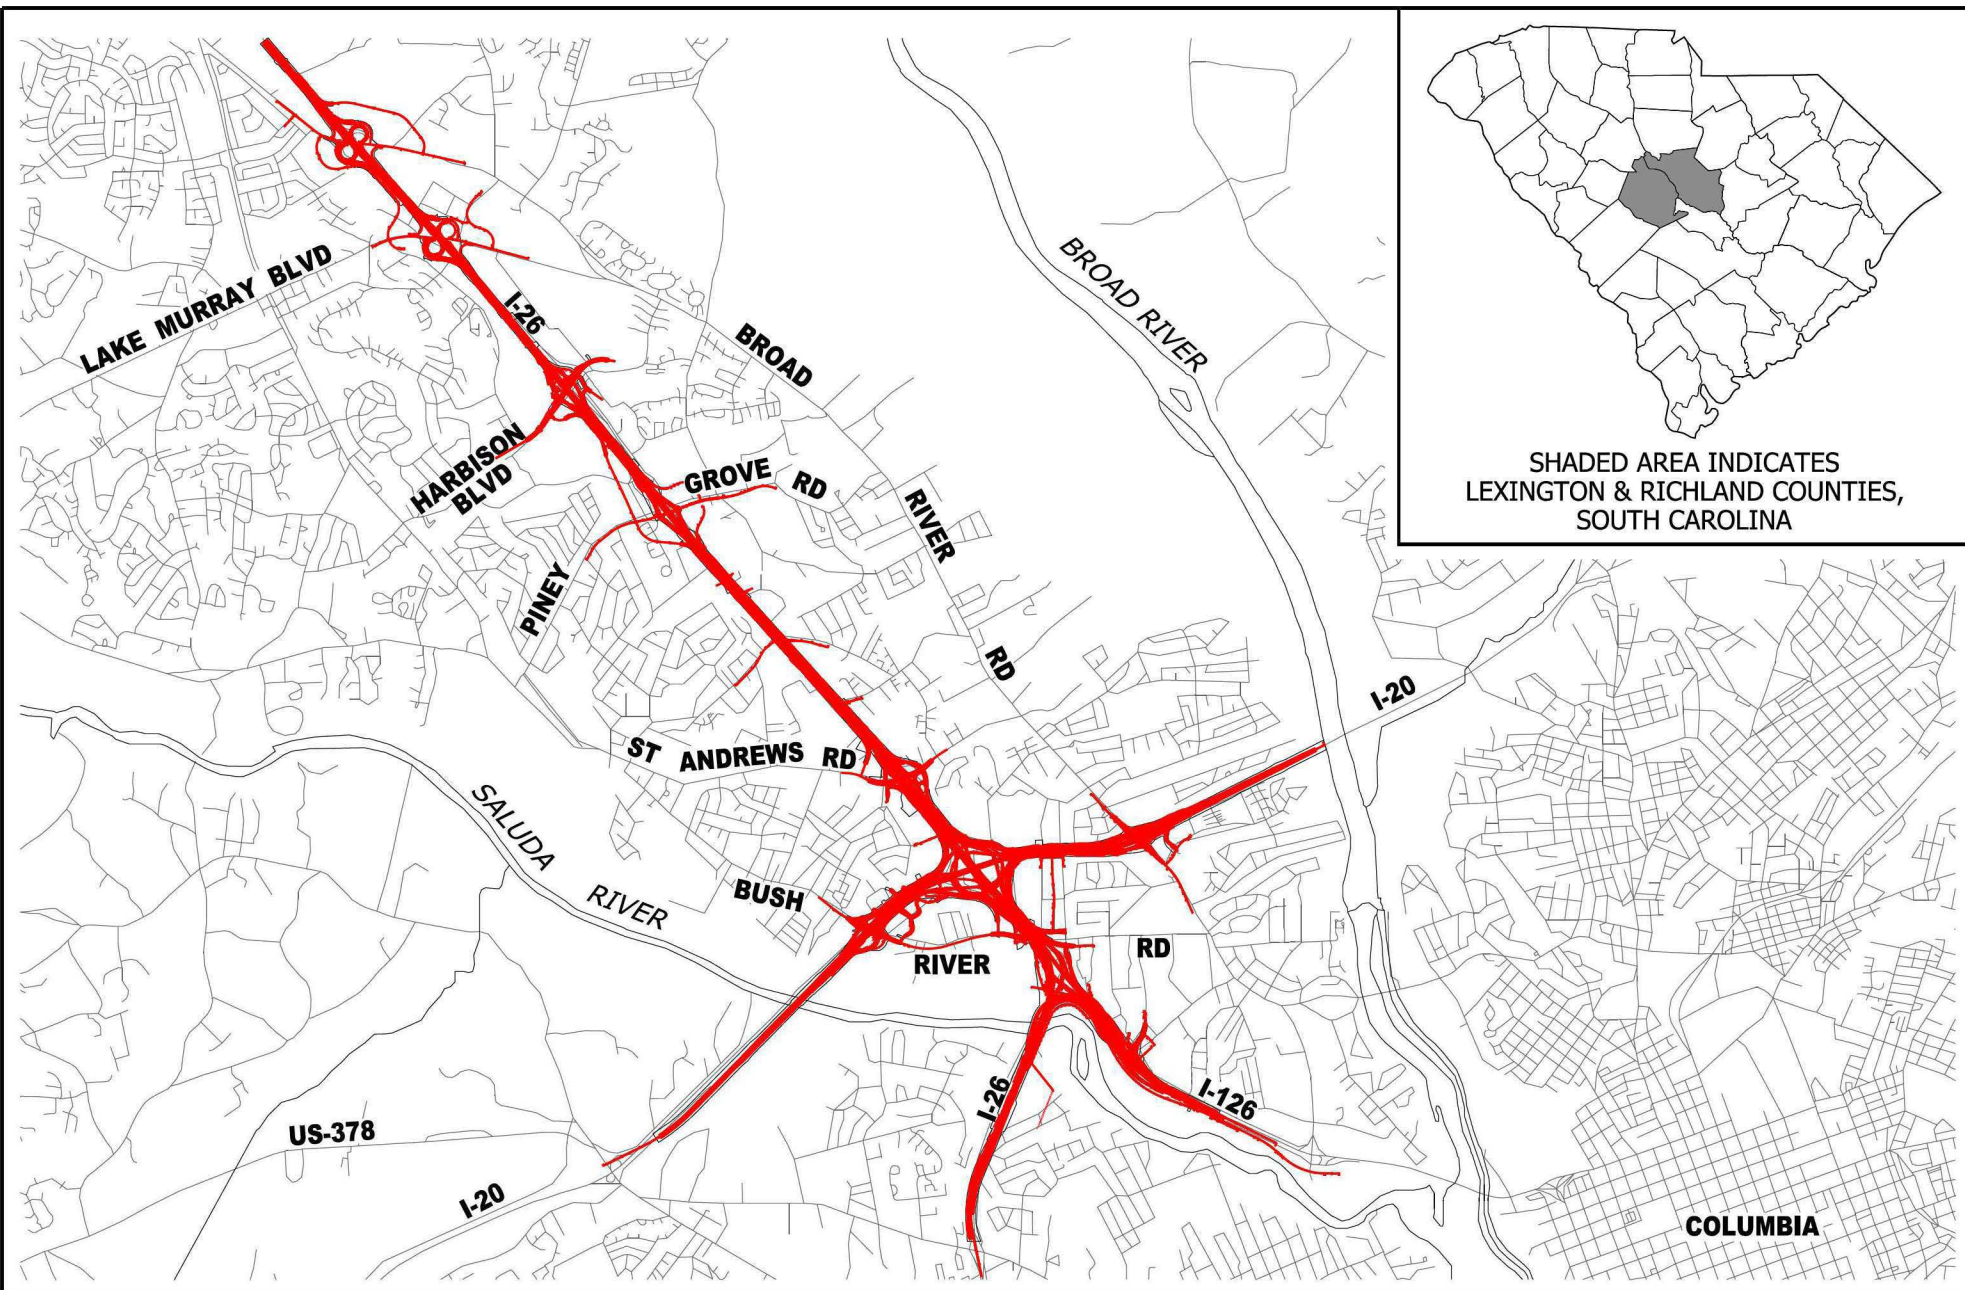 SHADED AREA INDICATES
LEXINGTON & RICHLAND COUNTIES,
SOUTH CAROLINA
LAKE MURRAY BLVD
I-26
BROAD
RIVER
RD
BROAD RIVER
HARBISON
BLVD
PINEY
GROVE RD
I-20
ST ANDREWS RD
SALUDA
RIVER
BUSH
RIVER
RD
I-26
I-126
US-378
I-20
COLUMBIA